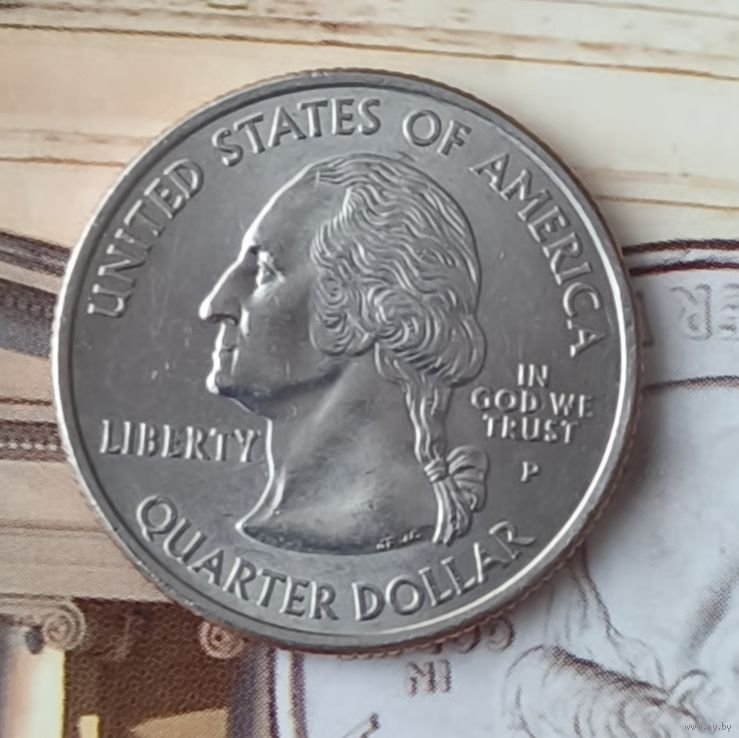 UNITED STATES OF AMERICA
LIBERTY
IN
GOD WE
TRUST
P
QUARTER DOLLAR
www.ay.by